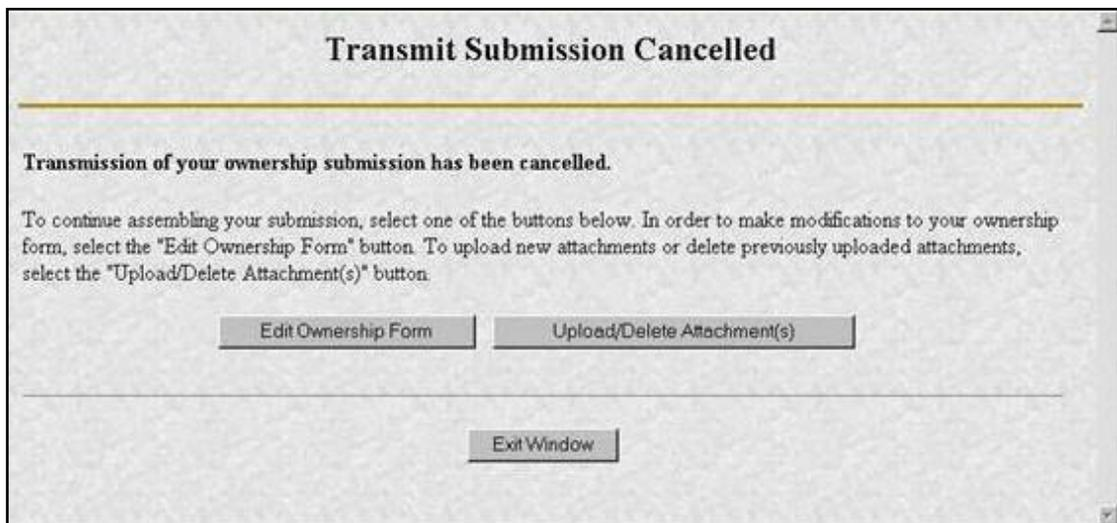 Transmit Submission Cancelled
Transmission of your ownership submission has been cancelled.
To continue assembling your submission, select one of the buttons below. In order to make modifications to your ownership
form, select the "Edit Ownership Form" button. To upload new attachments or delete previously uploaded attachments,
select the "Upload/Delete Attachment(s)" button.
Edit Ownership Form Upload/Delete Attachment(s)
Exit Window